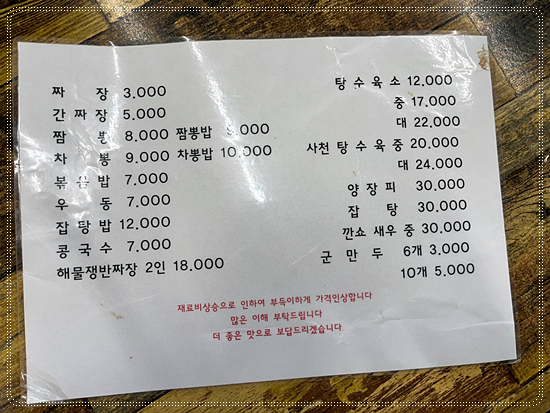 짜 장 3.000
간 짜 장 5.000
짬 뽕 8.000 짬뽕밥 9.000
차 뽕 9.000 차뽕밥 10.000
볶 음 밥 7.000
우 동 7.000
잡 탕 밥 12.000
콩 국 수 7.000
해물쟁반짜장 2인 18.000
탕 수 육 소 12.000
중 17.000
대 22.000
사천 탕 수 육 중 20.000
대 24.000
양 장 피 30.000
잡 탕 30.000
깐쇼 새우 중 30.000
군 만 두 6개 3.000
10개 5.000
재료비상승으로 인하여 부득이하게 가격인상합니다
많은 이해 부탁드립니다
더 좋은 맛으로 보답드리겠습니다